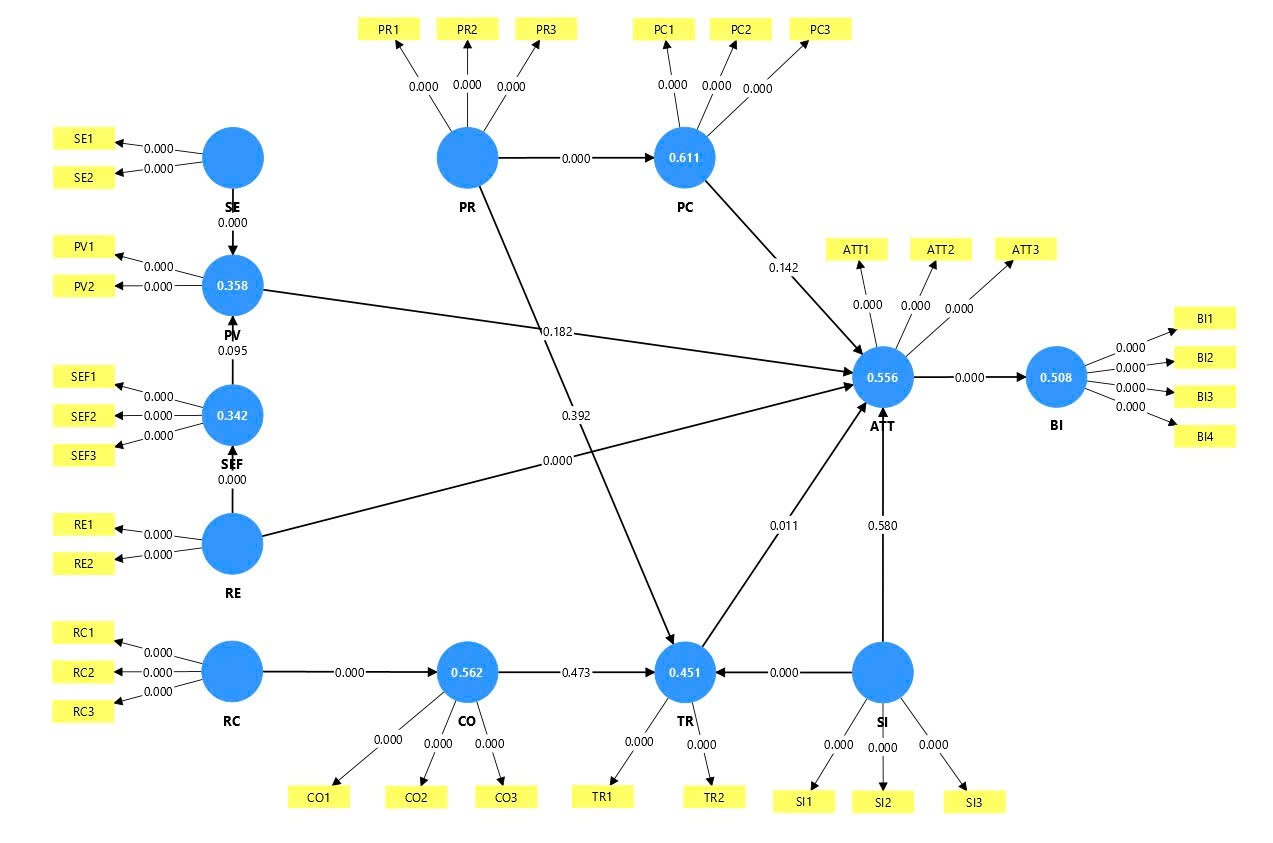 PR1 PR2 PR3 PC1 PC2 PC3
0.000 0.000 0.000 0.000 0.000 0.000
SE1 0.000
SE2 0.000
0.000 0.611
SE PR PC
0.000
PV1 0.000
PV2 0.000
0.358
ATT1 ATT2 ATT3
0.142
0.000 0.000 0.000
PV
0.182
0.095
BI1 0.000
BI2 0.000
BI3 0.000
BI4 0.000
0.556 0.000 0.508
ATT BI
SEF1 0.000
SEF2 0.000
SEF3 0.000
0.342
0.392
SEF
0.000
0.000
RE1 0.000
RE2 0.000
RE
0.011 0.580
RC1 0.000
RC2 0.000
RC3 0.000
0.000 0.562 0.473 0.451 0.000
RC CO TR SI
0.000 0.000 0.000 0.000 0.000 0.000 0.000 0.000
CO1 CO2 CO3 TR1 TR2 SI1 SI2 SI3